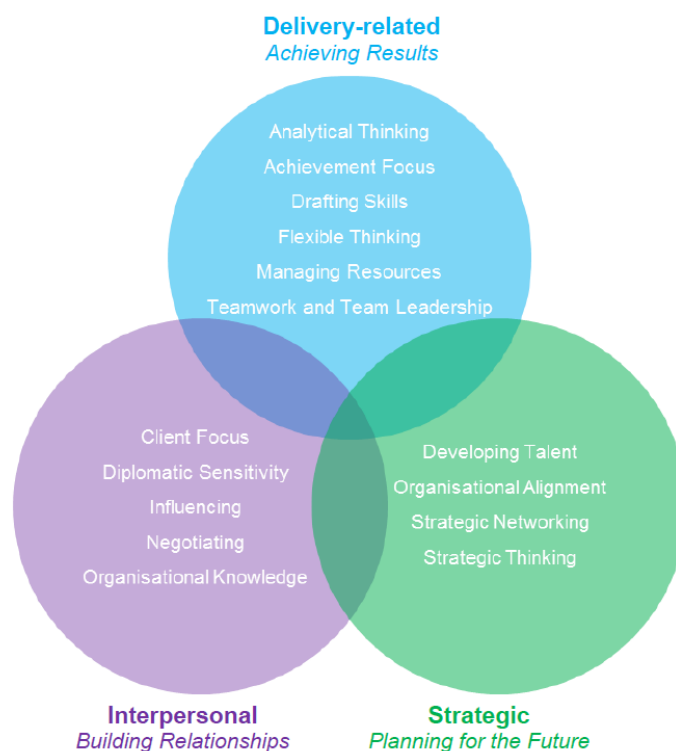 Delivery-related
Achieving Results
Analytical Thinking
Achievement Focus
Drafting Skills
Flexible Thinking
Managing Resources
Teamwork and Team Leadership
Client Focus
Diplomatic Sensitivity
Influencing
Negotiating
Organisational Knowledge
Developing Talent
Organisational Alignment
Strategic Networking
Strategic Thinking
Interpersonal
Building Relationships
Strategic
Planning for the Future